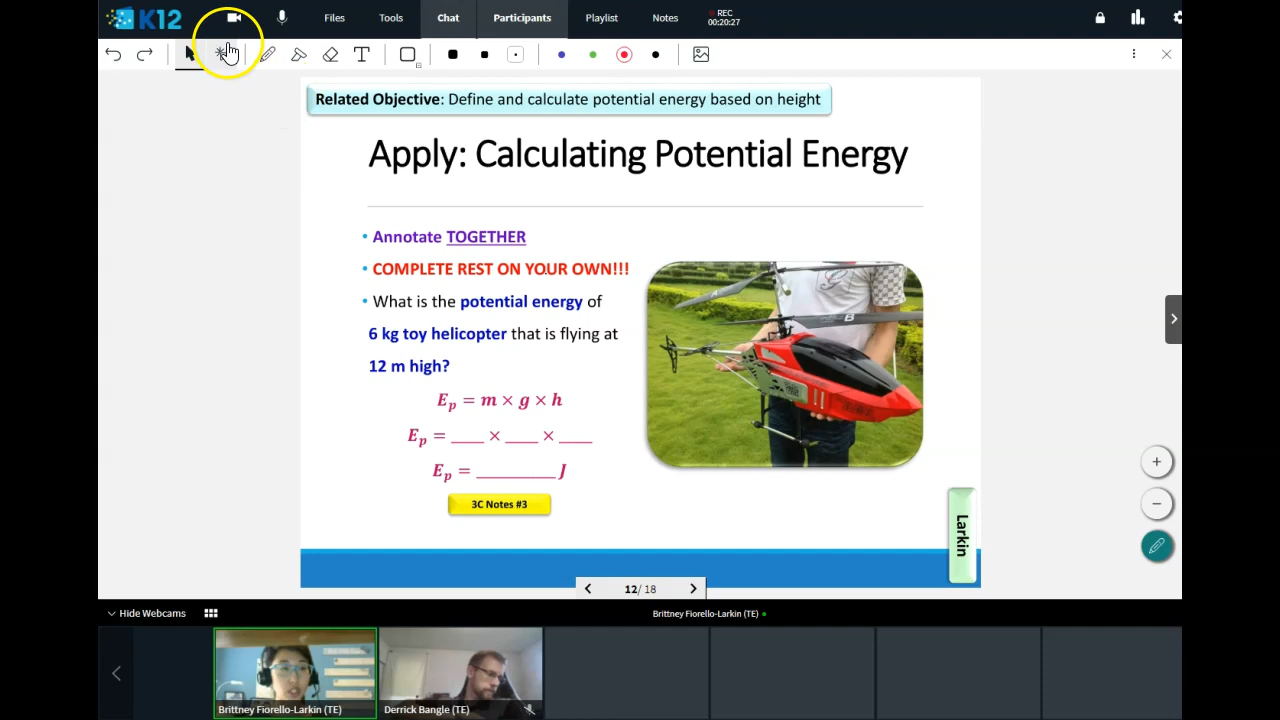 K12
Files
Tools
Chat
Participants
Playlist
Notes
REC
00:20:27
Related Objective: Define and calculate potential energy based on height
Apply: Calculating Potential Energy
• Annotate TOGETHER
• COMPLETE REST ON YOUR OWN!!!
• What is the potential energy of
6 kg toy helicopter that is flying at
12 m high?
Eₚ = m × g × h
Eₚ = ____ × ____ × ____
Eₚ = _________ J
3C Notes #3
B
Larkin
12/ 18
Hide Webcams
Brittney Fiorello-Larkin (TE)
Brittney Fiorello-Larkin (TE)
Derrick Bangle (TE)